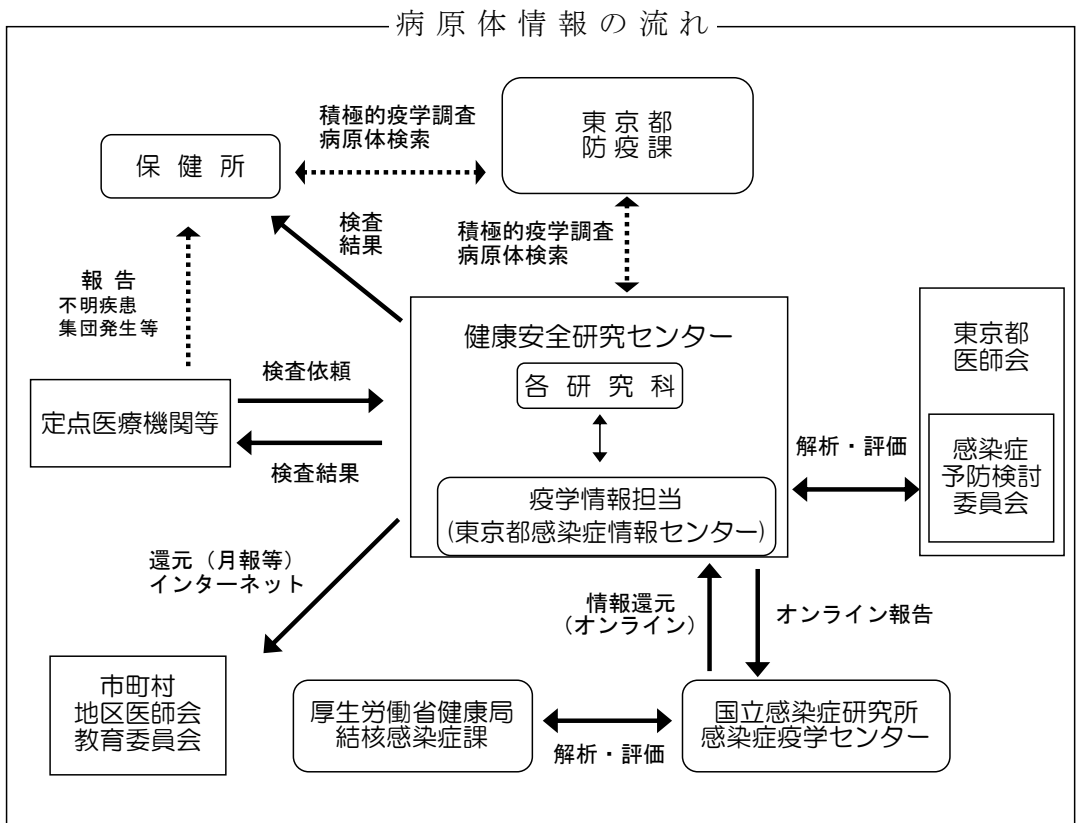 病原体情報の流れ
積極的疫学調査
病原体検索
東京都
防疫課
保健所
検査
結果
積極的疫学調査
病原体検索
報告
不明疾患
集団発生等
健康安全研究センター
各研究科
東京都
医師会
検査依頼
定点医療機関等
検査結果
解析・評価
感染症
予防検討
委員会
疫学情報担当
(東京都感染症情報センター)
還元（月報等）
インターネット
情報還元
（オンライン）
オンライン報告
市町村
地区医師会
教育委員会
厚生労働省健康局
結核感染症課
解析・評価
国立感染症研究所
感染症疫学センター